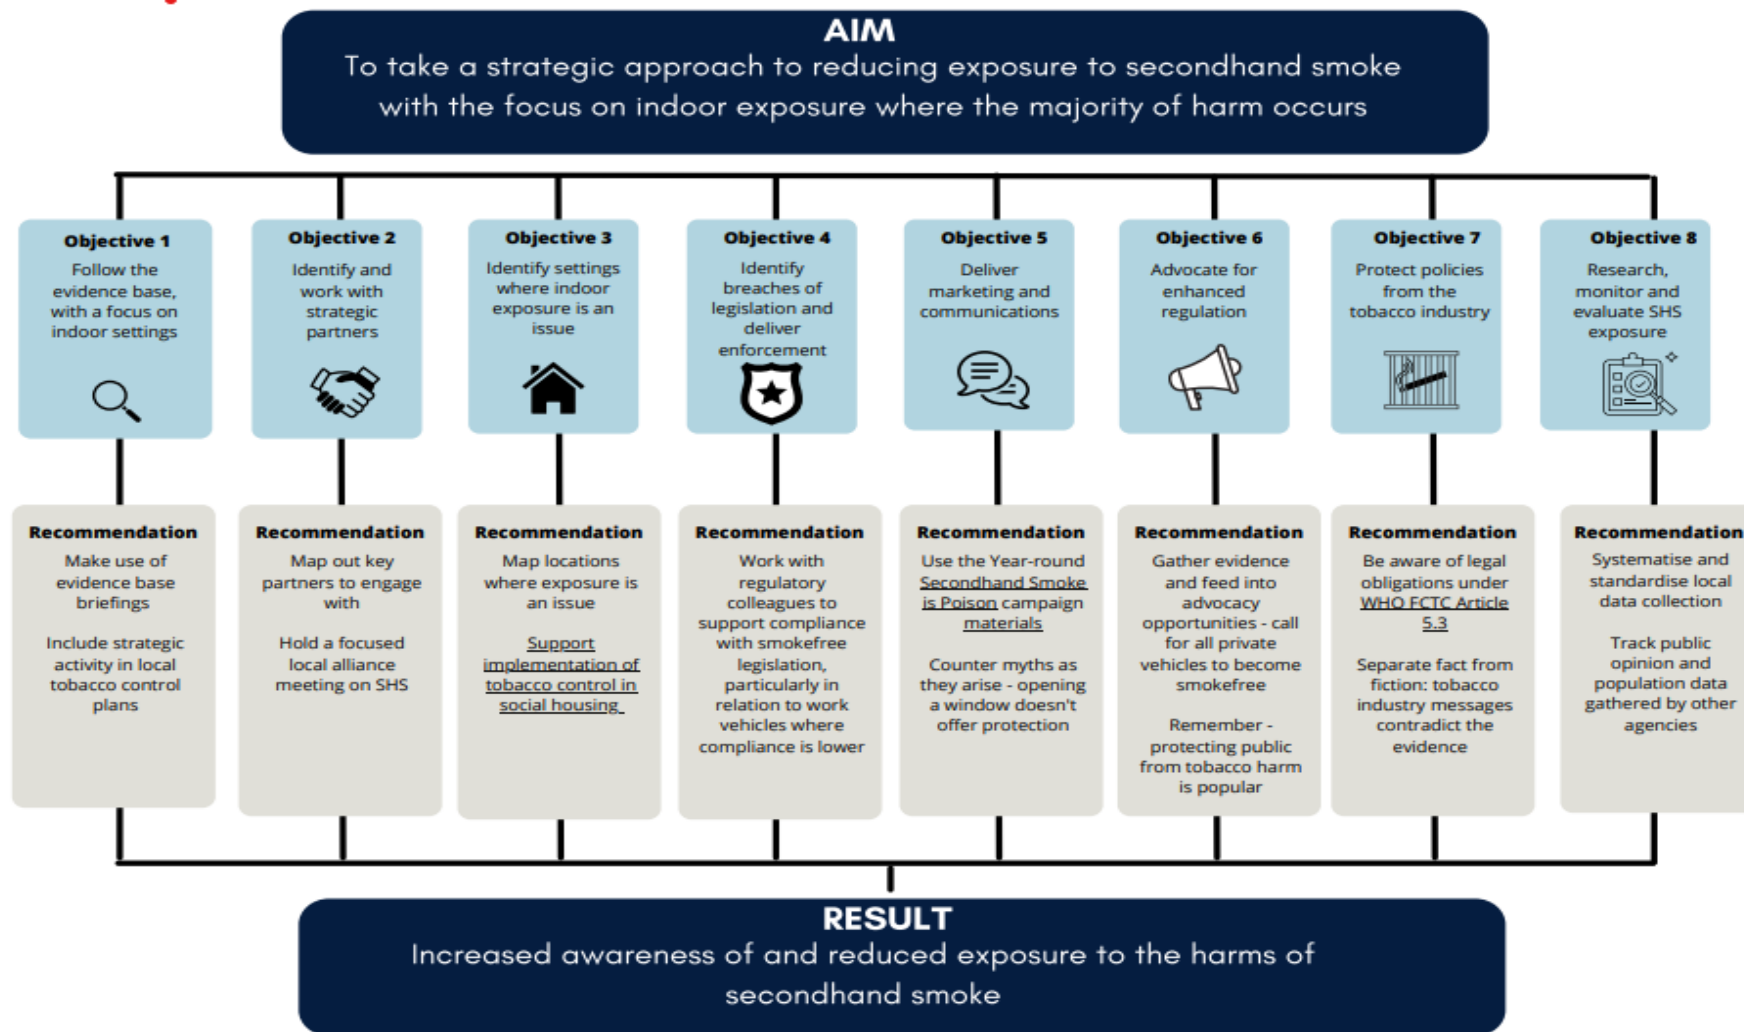 AIM
To take a strategic approach to reducing exposure to secondhand smoke
with the focus on indoor exposure where the majority of harm occurs
Objective 1
Follow the
evidence base,
with a focus on
indoor settings
Objective 2
Identify and
work with
strategic
partners
Objective 3
Identify settings
where indoor
exposure is an
issue
Objective 4
Identify
breaches of
legislation and
deliver
enforcement
Objective 5
Deliver
marketing and
communications
Objective 6
Advocate for
enhanced
regulation
Objective 7
Protect policies
from the
tobacco industry
Objective 8
Research,
monitor and
evaluate SHS
exposure
Recommendation
Make use of
evidence base
briefings
Include strategic
activity in local
tobacco control
plans
Recommendation
Map out key
partners to engage
with
Hold a focused
local alliance
meeting on SHS
Recommendation
Map locations
where exposure is
an issue
Support
implementation of
tobacco control in
social housing
Recommendation
Work with
regulatory
colleagues to
support compliance
with smokefree
legislation,
particularly in
relation to work
vehicles where
compliance is lower
Recommendation
Use the Year-round
Secondhand Smoke
is Poison campaign
materials
Counter myths as
they arise - opening
a window doesn't
offer protection
Recommendation
Gather evidence
and feed into
advocacy
opportunities - call
for all private
vehicles to become
smokefree
Remember -
protecting public
from tobacco harm
is popular
Recommendation
Be aware of legal
obligations under
WHO FCTC Article
5.3
Separate fact from
fiction: tobacco
industry messages
contradict the
evidence
Recommendation
Systematise and
standardise local
data collection
Track public
opinion and
population data
gathered by other
agencies
RESULT
Increased awareness of and reduced exposure to the harms of
secondhand smoke